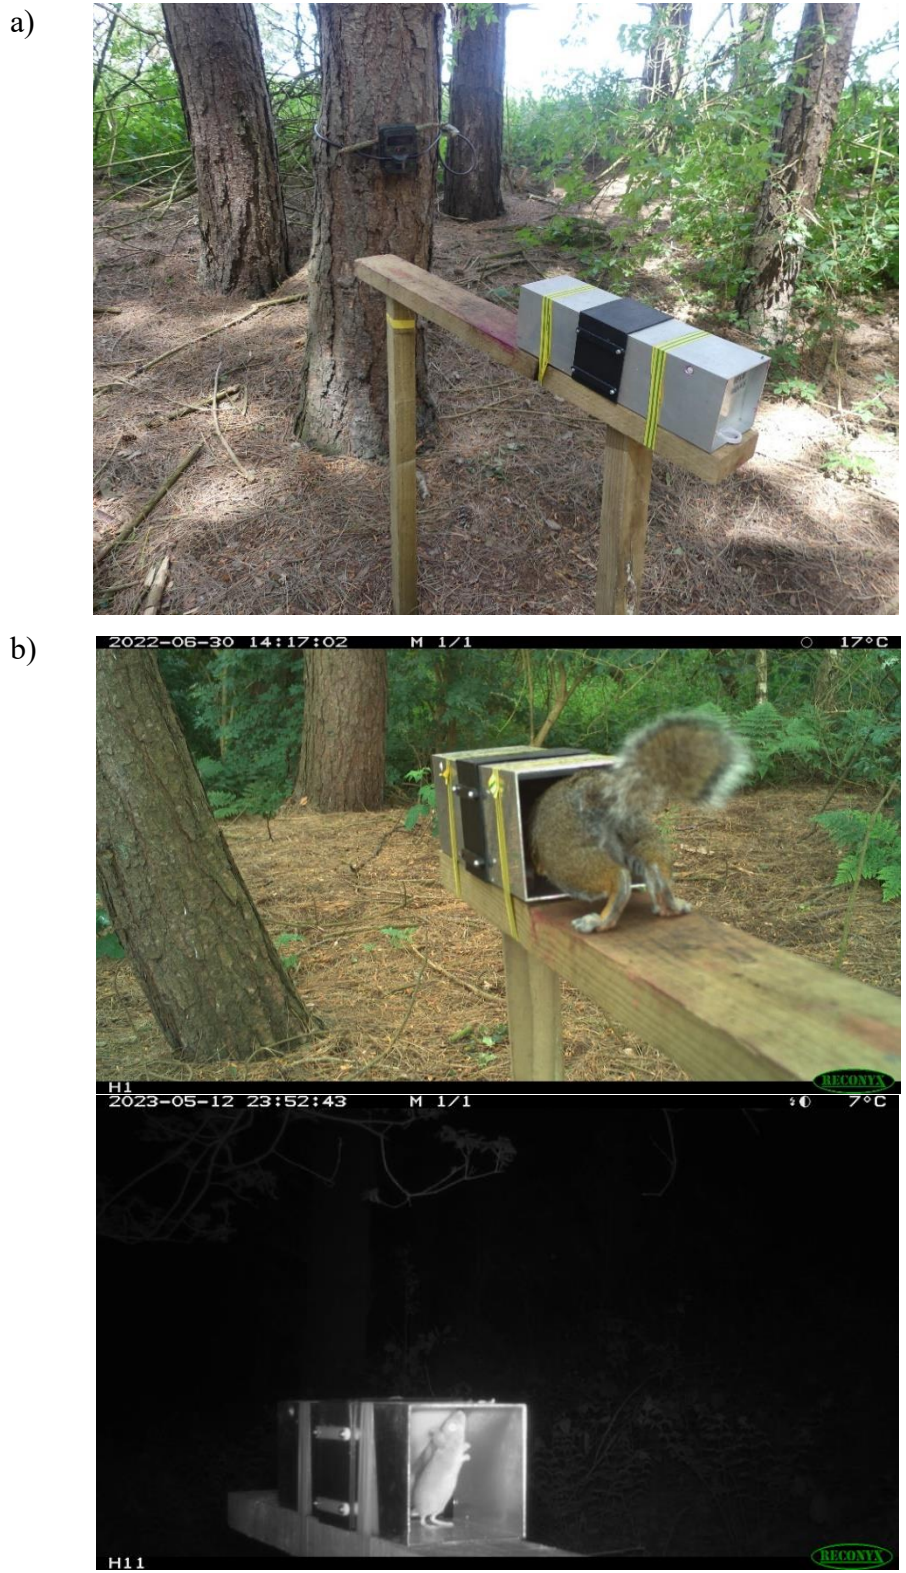 a)
b)
2022-06-30 14:17:02 M 1/1 17°C
H1 RECONYX
2023-05-12 23:52:43 M 1/1 7°C
H11 RECONYX